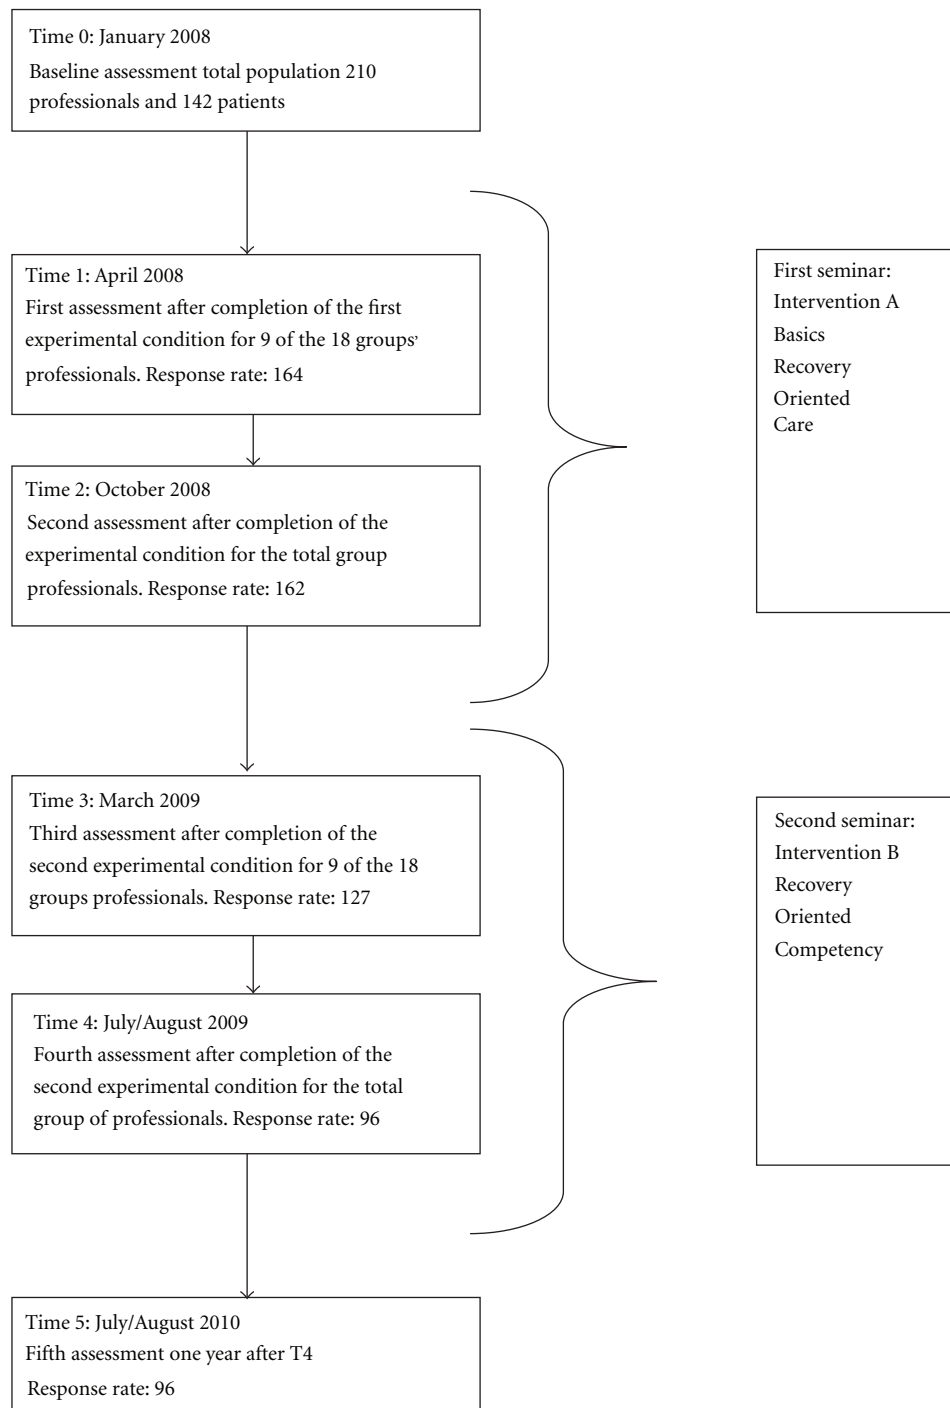 Time 0: January 2008
Baseline assessment total population 210
professionals and 142 patients
Time 1: April 2008
First assessment after completion of the first
experimental condition for 9 of the 18 groups’
professionals. Response rate: 164
Time 2: October 2008
Second assessment after completion of the
experimental condition for the total group
professionals. Response rate: 162
First seminar:
Intervention A
Basics
Recovery
Oriented
Care
Time 3: March 2009
Third assessment after completion of the
second experimental condition for 9 of the 18
groups professionals. Response rate: 127
Time 4: July/August 2009
Fourth assessment after completion of the
second experimental condition for the total
group of professionals. Response rate: 96
Second seminar:
Intervention B
Recovery
Oriented
Competency
Time 5: July/August 2010
Fifth assessment one year after T4
Response rate: 96